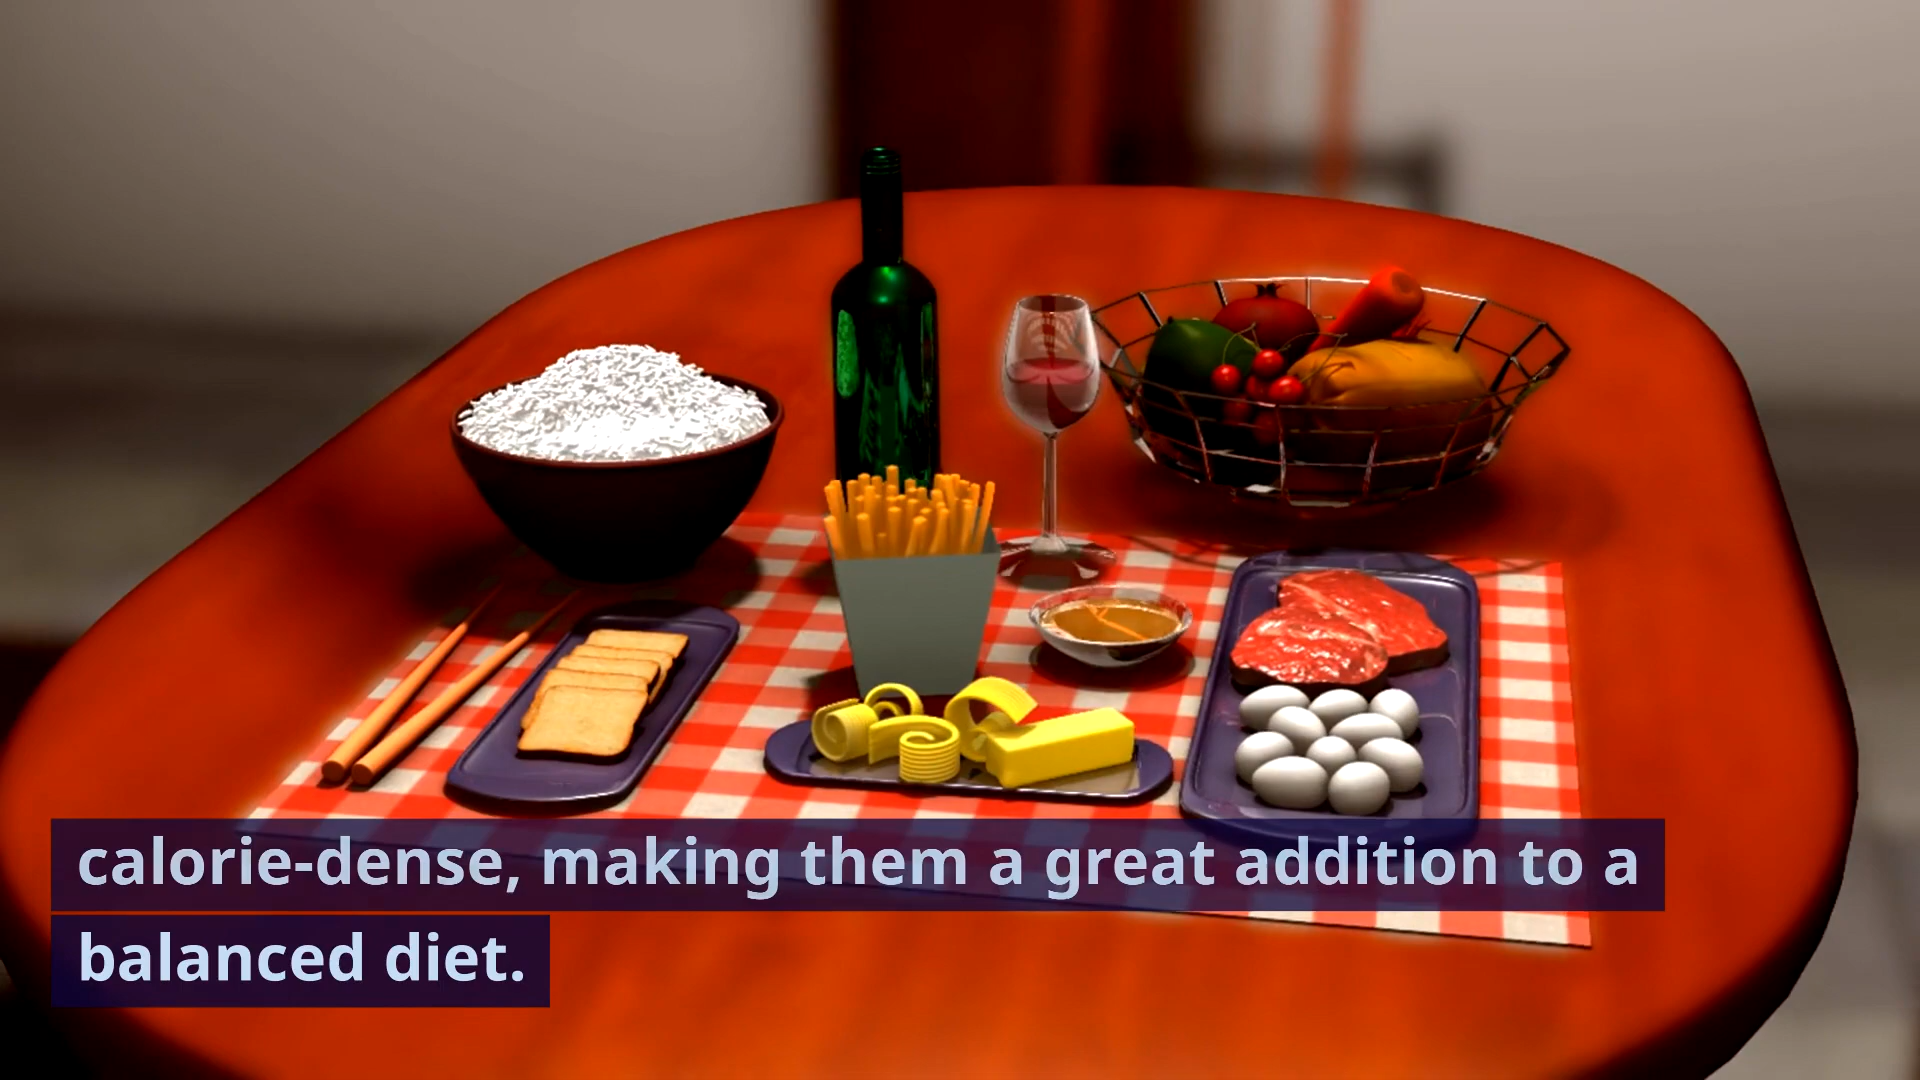 calorie-dense, making them a great addition to a
balanced diet.